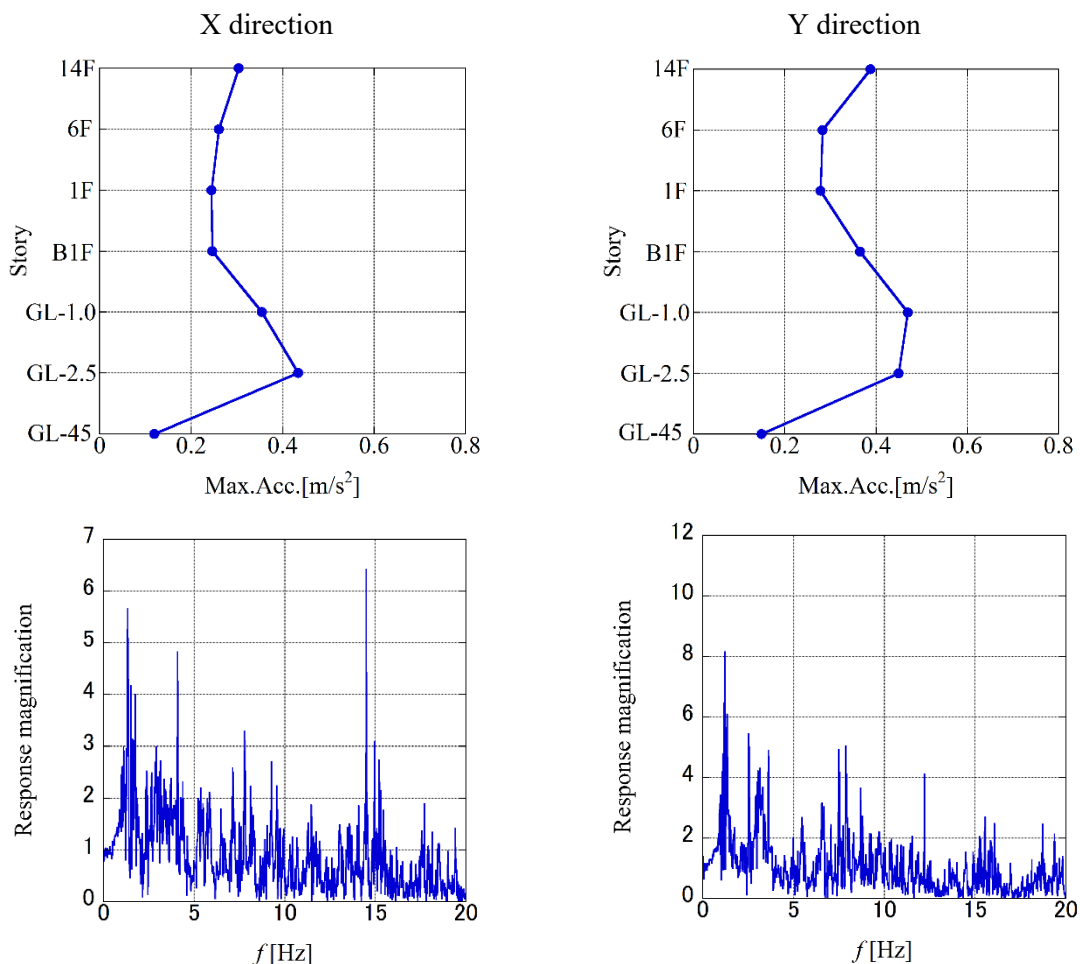 X direction
14F
6F
1F
B1F
GL-1.0
GL-2.5
GL-45
Story
0 0.2 0.4 0.6 0.8
Max.Acc.[m/s²]
Y direction
14F
6F
1F
B1F
GL-1.0
GL-2.5
GL-45
Story
0.2 0.4 0.6 0.8
Max.Acc.[m/s²]
7
6
5
4
3
2
1
0
Response magnification
0 5 10 15 20
f [Hz]
12
10
8
6
4
2
0
Response magnification
0 5 10 15 20
f [Hz]